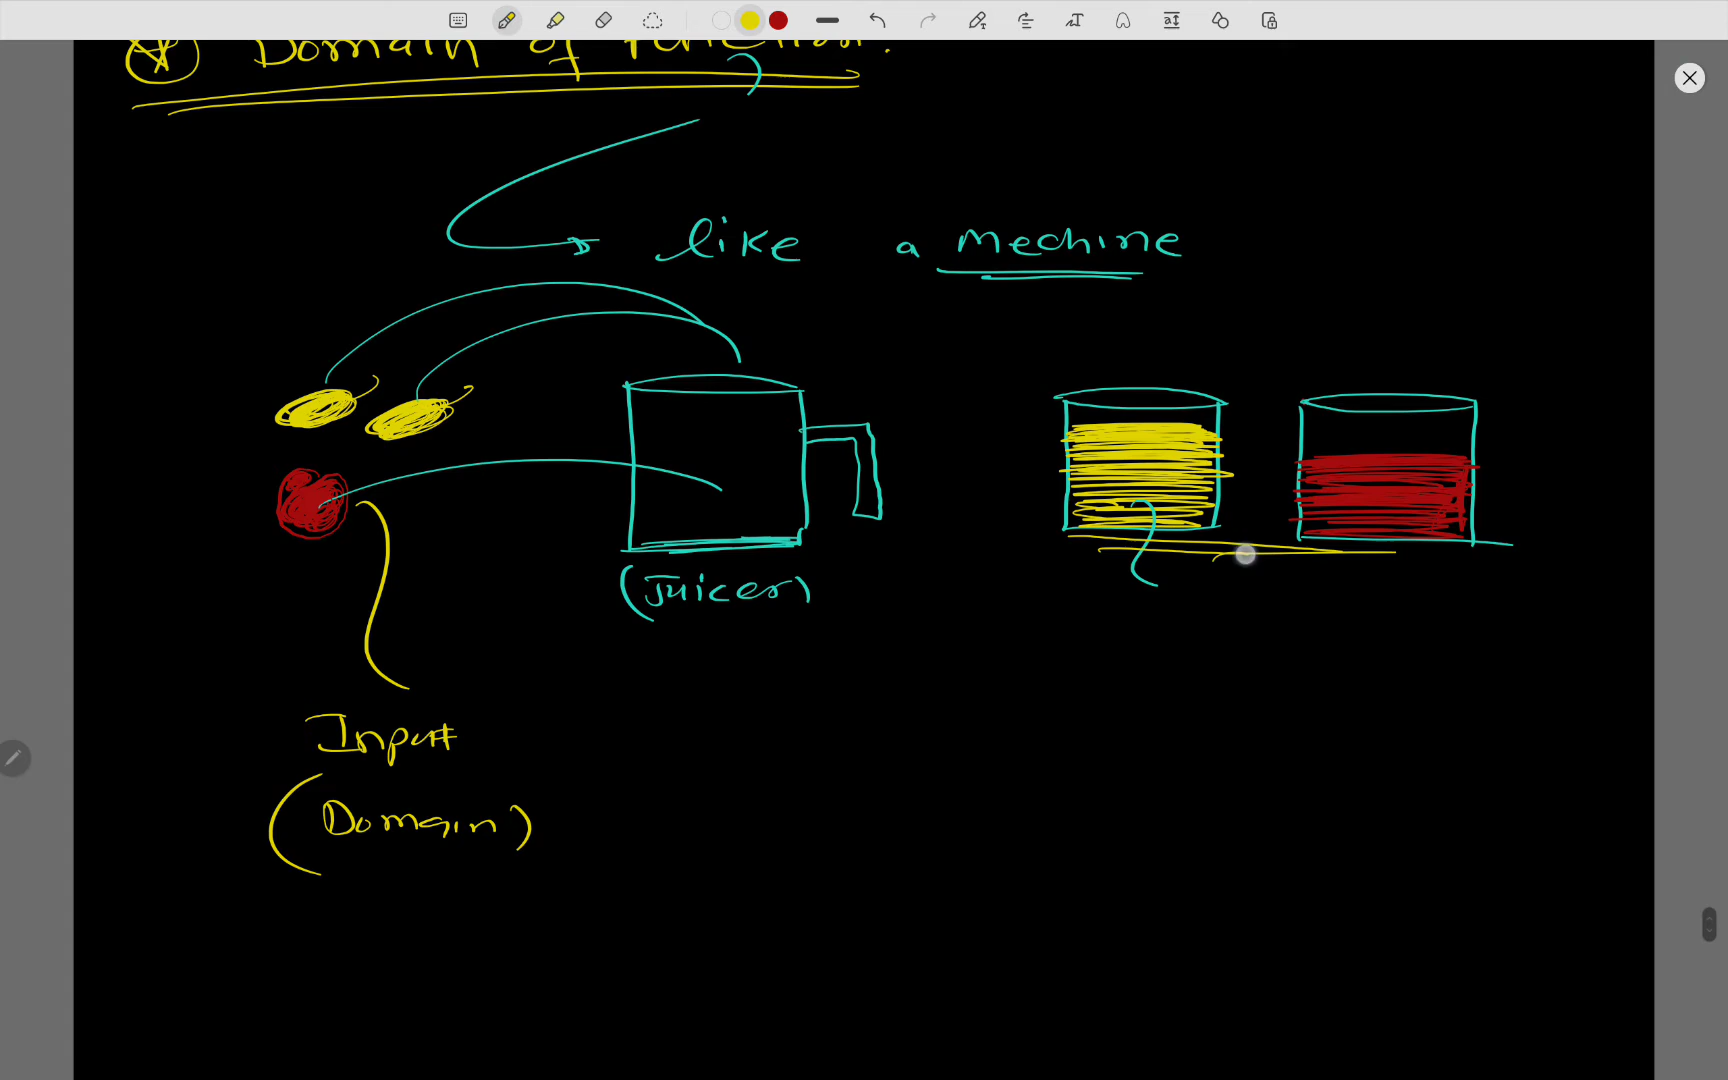 Domain of function.
like a mechine
(Juicer)
Input
(Domain)